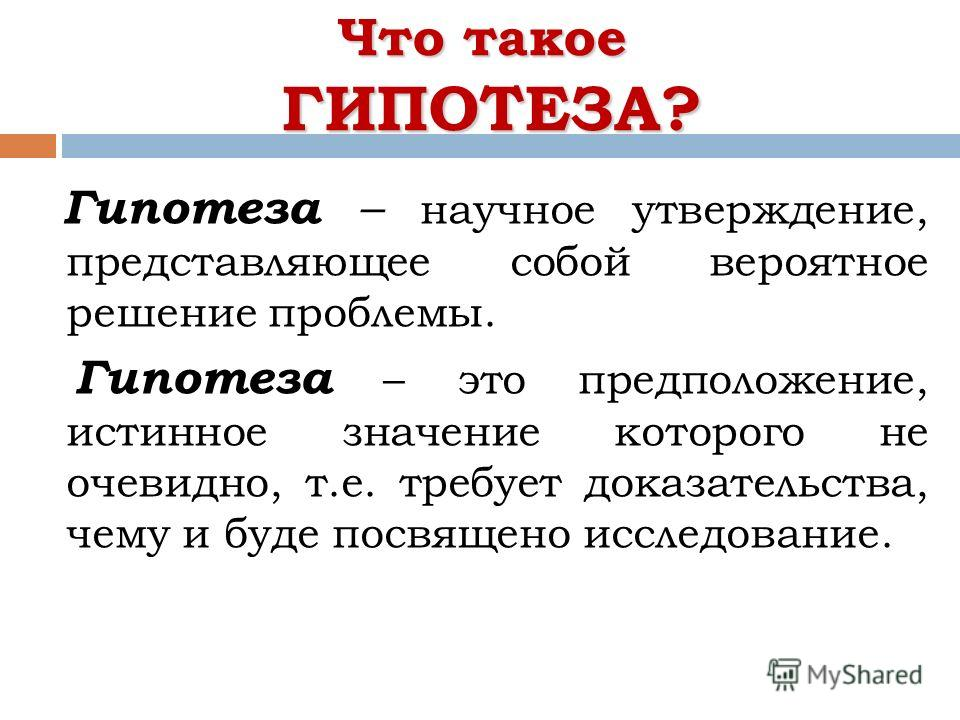 Что такое
ГИПОТЕЗА?
Гипотеза – научное утверждение,
представляющее собой вероятное
решение проблемы.
Гипотеза – это предположение,
истинное значение которого не
очевидно, т.е. требует доказательства,
чему и буде посвящено исследование.
MyShared